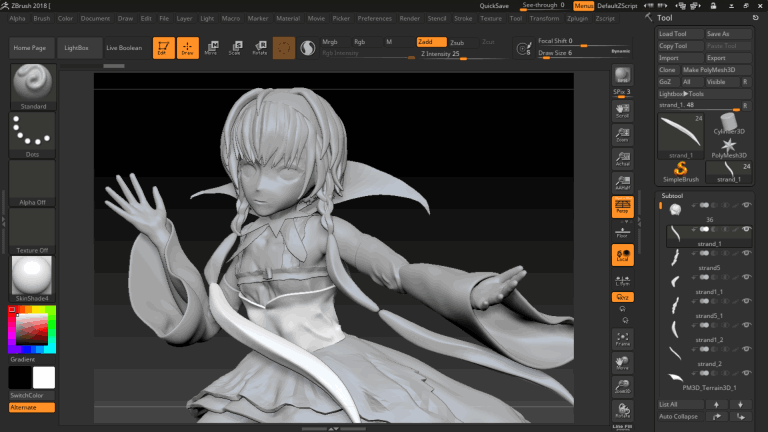 ZBrush 2018 [
QuickSave See-through 0 Menus DefaultZScript
Alpha Brush Color Document Draw Edit File Layer Light Macro Marker Material Movie Picker Preferences Render Stencil Stroke Texture Tool Transform Zplugin Zscript
Tool
Home Page LightBox Live Boolean
Edit Draw Move Scale Rotate
Mrgb Rgb M
Rgb Intensity
Zadd Zsub Zcut
Z Intensity 25
S
Focal Shift 0
Draw Size 6 Dynamic
Standard
Dots
Alpha Off
Texture Off
SkinShade4
Gradient
SwitchColor
Alternate
SPix 3
Scroll
Zoom
Actual
AAHalf
Persp
Floor
Local
L.Sym
Frame
Move
Zoom3D
Rotate
Line Fill
Load Tool Save As
Copy Tool Paste Tool
Import Export
Clone Make PolyMesh3D
GoZ All Visible R
Lightbox▶Tools
strand_1. 48 R
24
strand_1
Cylinder3D
PolyMesh3D
SimpleBrush
24
strand_1
Subtool
36
strand_1
strand5
strand1_1
strand5_1
strand1_2
strand_2
PM3D_Terrain3D_1
List All
Auto Collapse